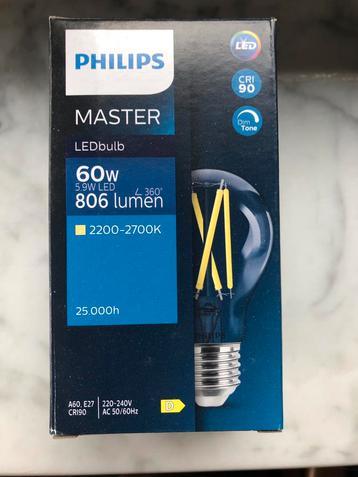 PHILIPS
LED
MASTER
CRI
90
LEDbulb
Dim
Tone
60W
5.9W LED
806 lumen
∠ 360°
2200-2700K
25.000h
PHILIPS
A60, E27
CRI90
220-240V
AC 50/60Hz
D